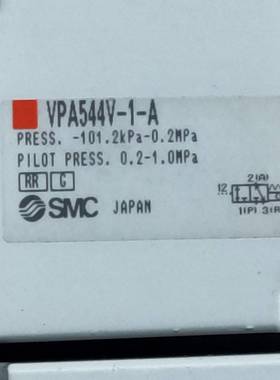 VPA544V-1-A
PRESS. -101.2kPa-0.2MPa
PILOT PRESS. 0.2-1.0MPa
RR G
SMC JAPAN
2(A)
12
1(P) 3(R